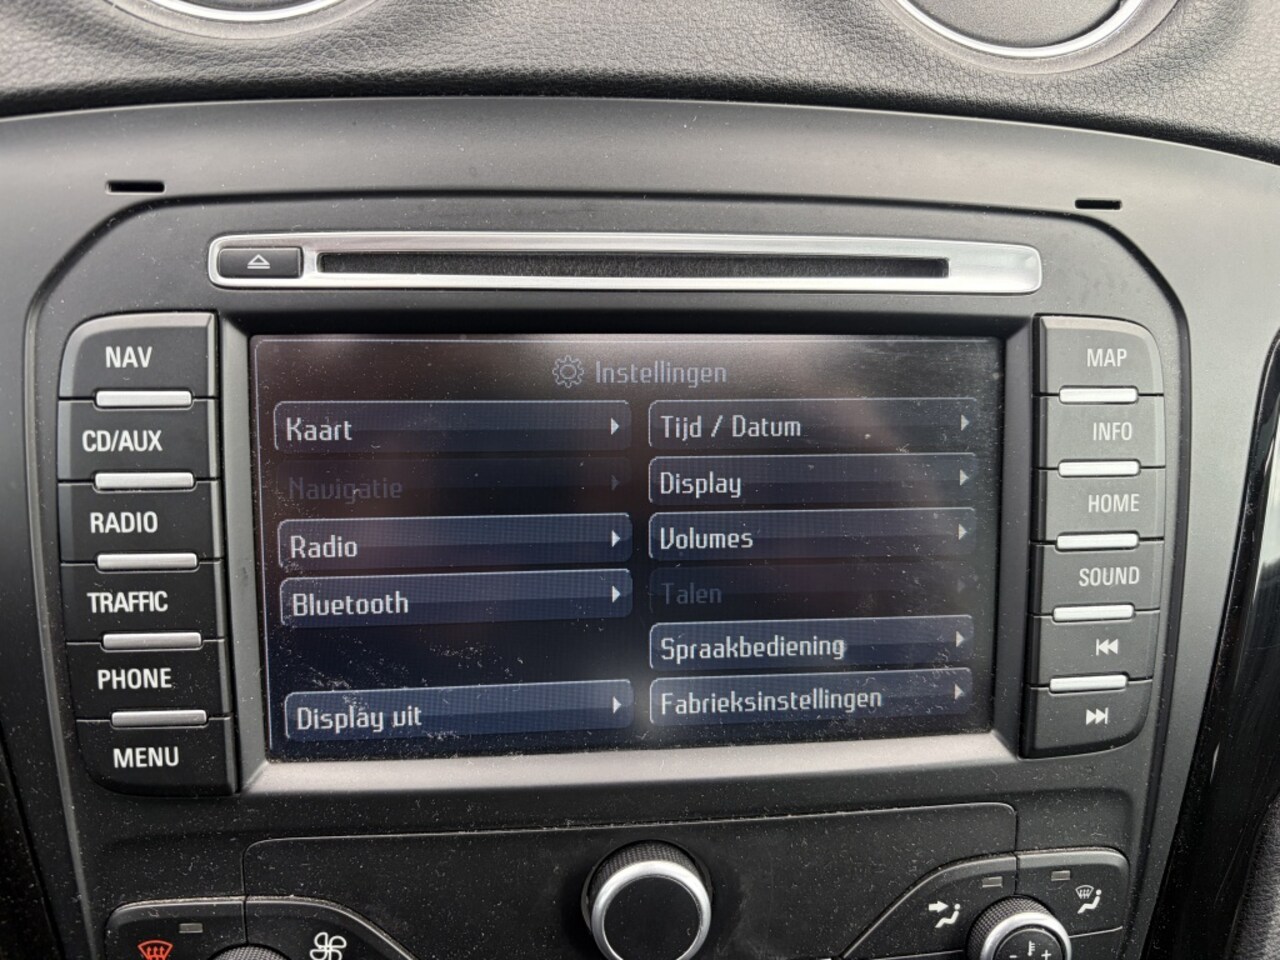 NAV
CD/AUX
RADIO
TRAFFIC
PHONE
MENU
Instellingen
Kaart
Navigatie
Radio
Bluetooth
Display uit
Tijd / Datum
Display
Volumes
Talen
Spraakbediening
Fabrieksinstellingen
MAP
INFO
HOME
SOUND